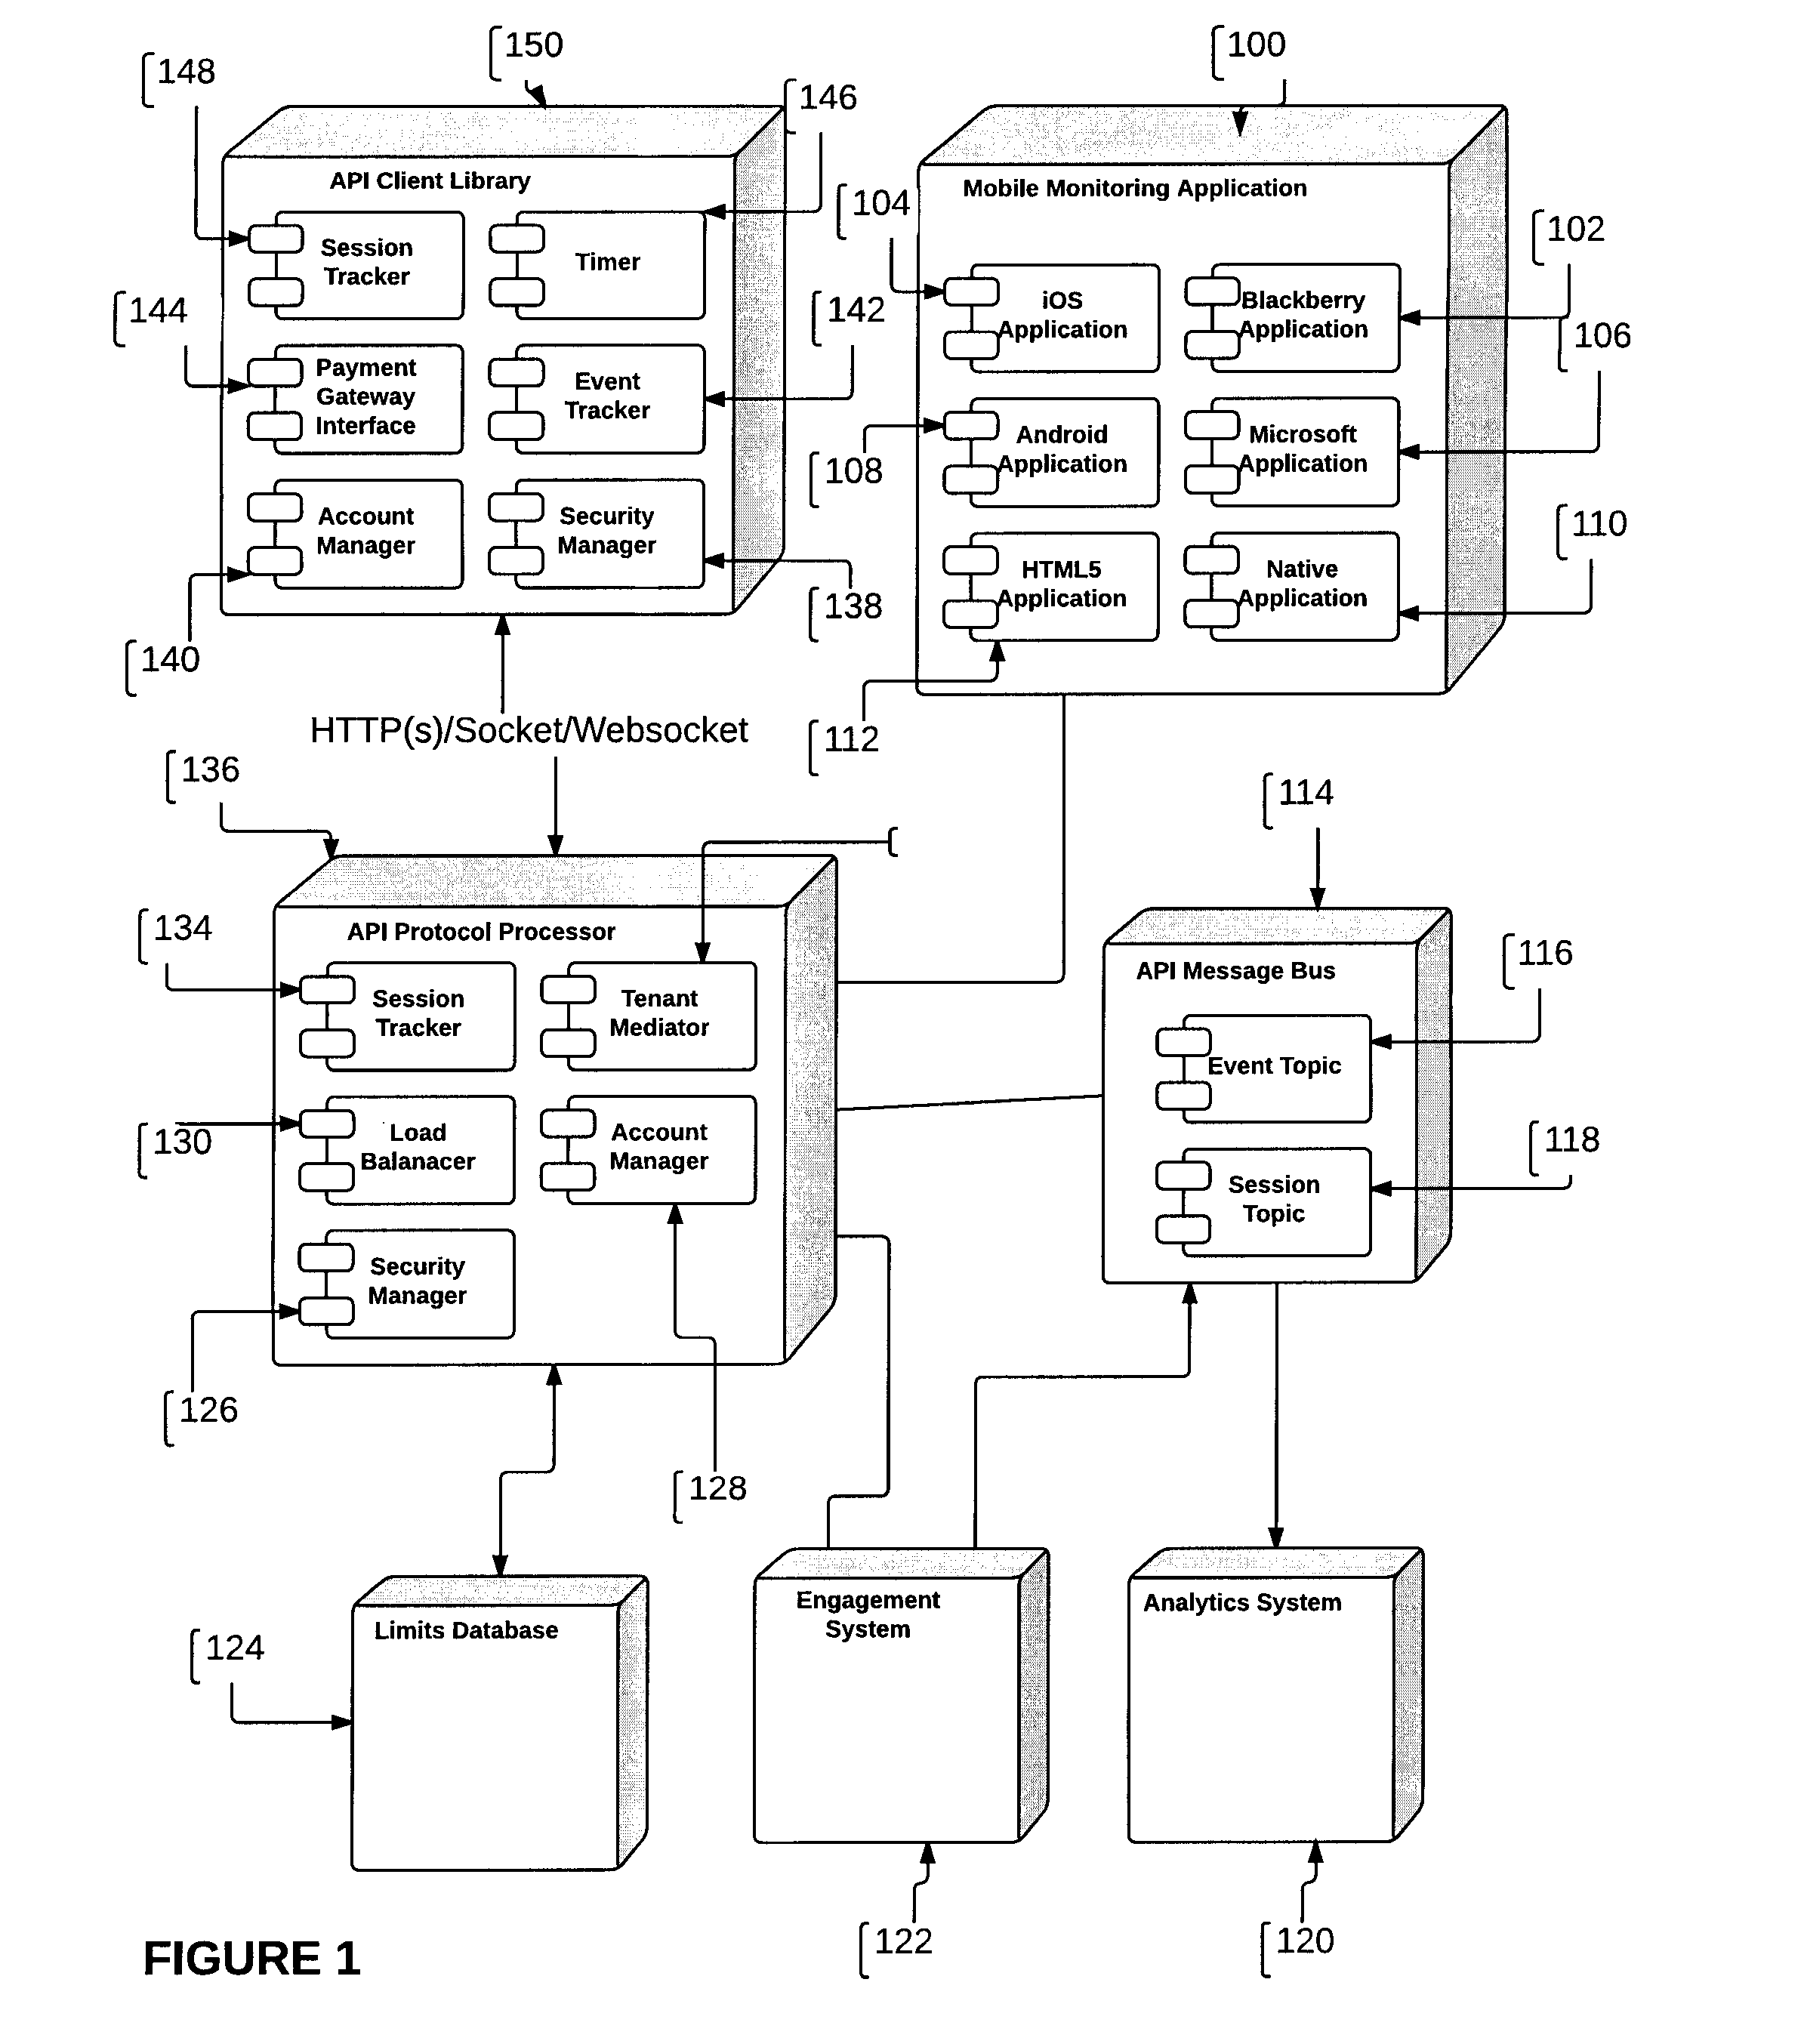 150
100
148
146
API Client Library
Mobile Monitoring Application
104
102
Session
Tracker
Timer
iOS
Application
Blackberry
Application
144
142
106
Payment
Gateway
Interface
Event
Tracker
Android
Application
Microsoft
Application
108
110
Account
Manager
Security
Manager
HTML5
Application
Native
Application
138
140
HTTP(s)/Socket/Websocket
112
136
114
134
API Protocol Processor
116
API Message Bus
Session
Tracker
Tenant
Mediator
Event Topic
130
Load
Balanacer
Account
Manager
118
Session
Topic
Security
Manager
126
128
Limits Database
Engagement
System
Analytics System
124
122
120
FIGURE 1